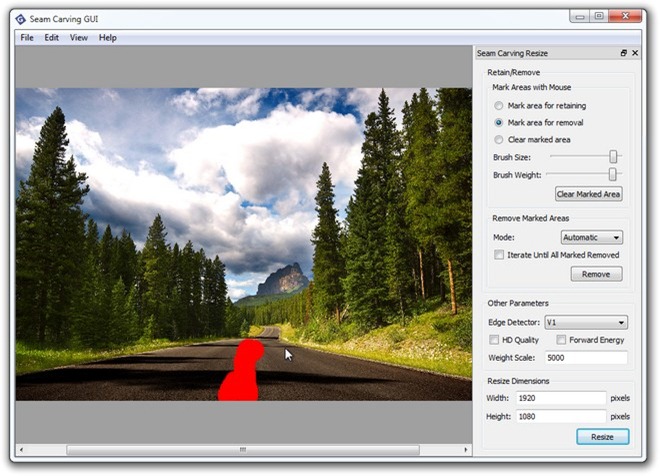 Seam Carving GUI
File Edit View Help
Seam Carving Resize
Retain/Remove
Mark Areas with Mouse
Mark area for retaining
Mark area for removal
Clear marked area
Brush Size:
Brush Weight:
Clear Marked Area
Remove Marked Areas
Mode: Automatic
Iterate Until All Marked Removed
Remove
Other Parameters
Edge Detector: V1
HD Quality Forward Energy
Weight Scale: 5000
Resize Dimensions
Width: 1920 pixels
Height: 1080 pixels
Resize